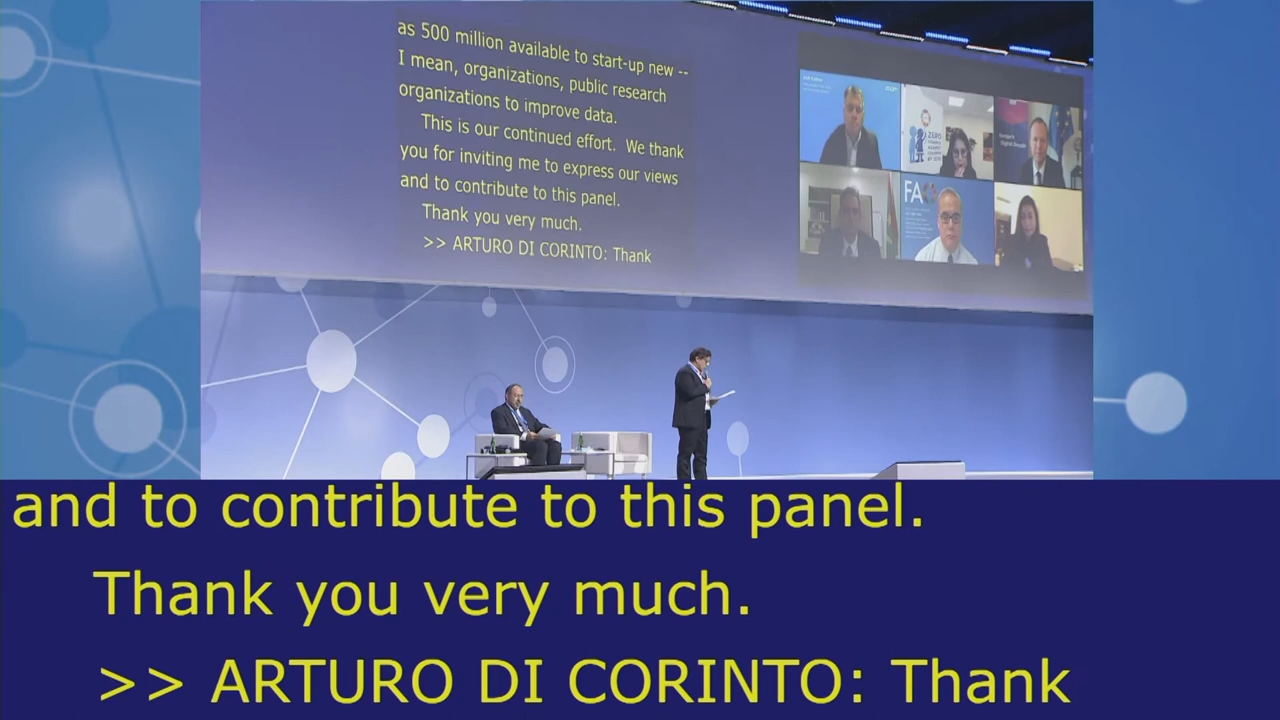 as 500 million available to start-up new --
I mean, organizations, public research
organizations to improve data.
This is our continued effort. We thank
you for inviting me to express our views
and to contribute to this panel.
Thank you very much.
>> ARTURO DI CORINTO: Thank
ZERO
FAO
and to contribute to this panel.
Thank you very much.
>> ARTURO DI CORINTO: Thank